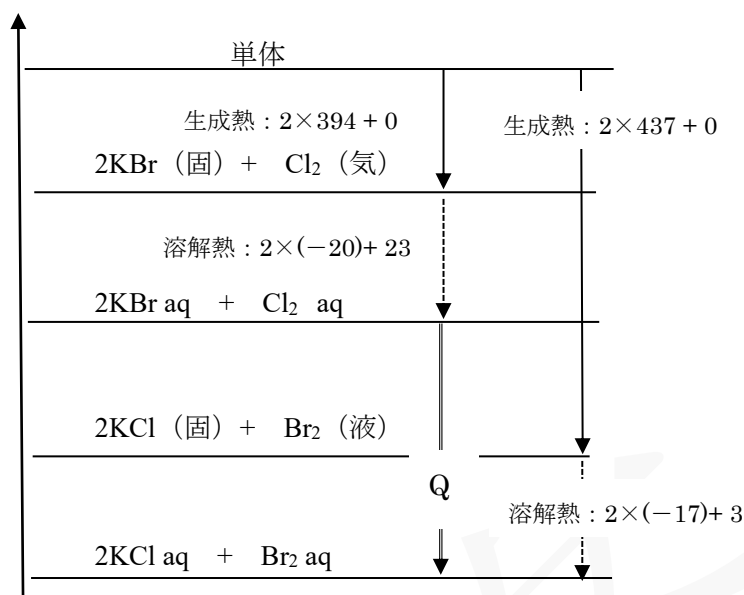 単体
生成熱：2×394 + 0
生成熱：2×437 + 0
2KBr（固）+ Cl₂（気）
溶解熱：2×(−20)+ 23
2KBr aq + Cl₂ aq
2KCl（固）+ Br₂（液）
Q
溶解熱：2×(−17)+ 3
2KCl aq + Br₂ aq